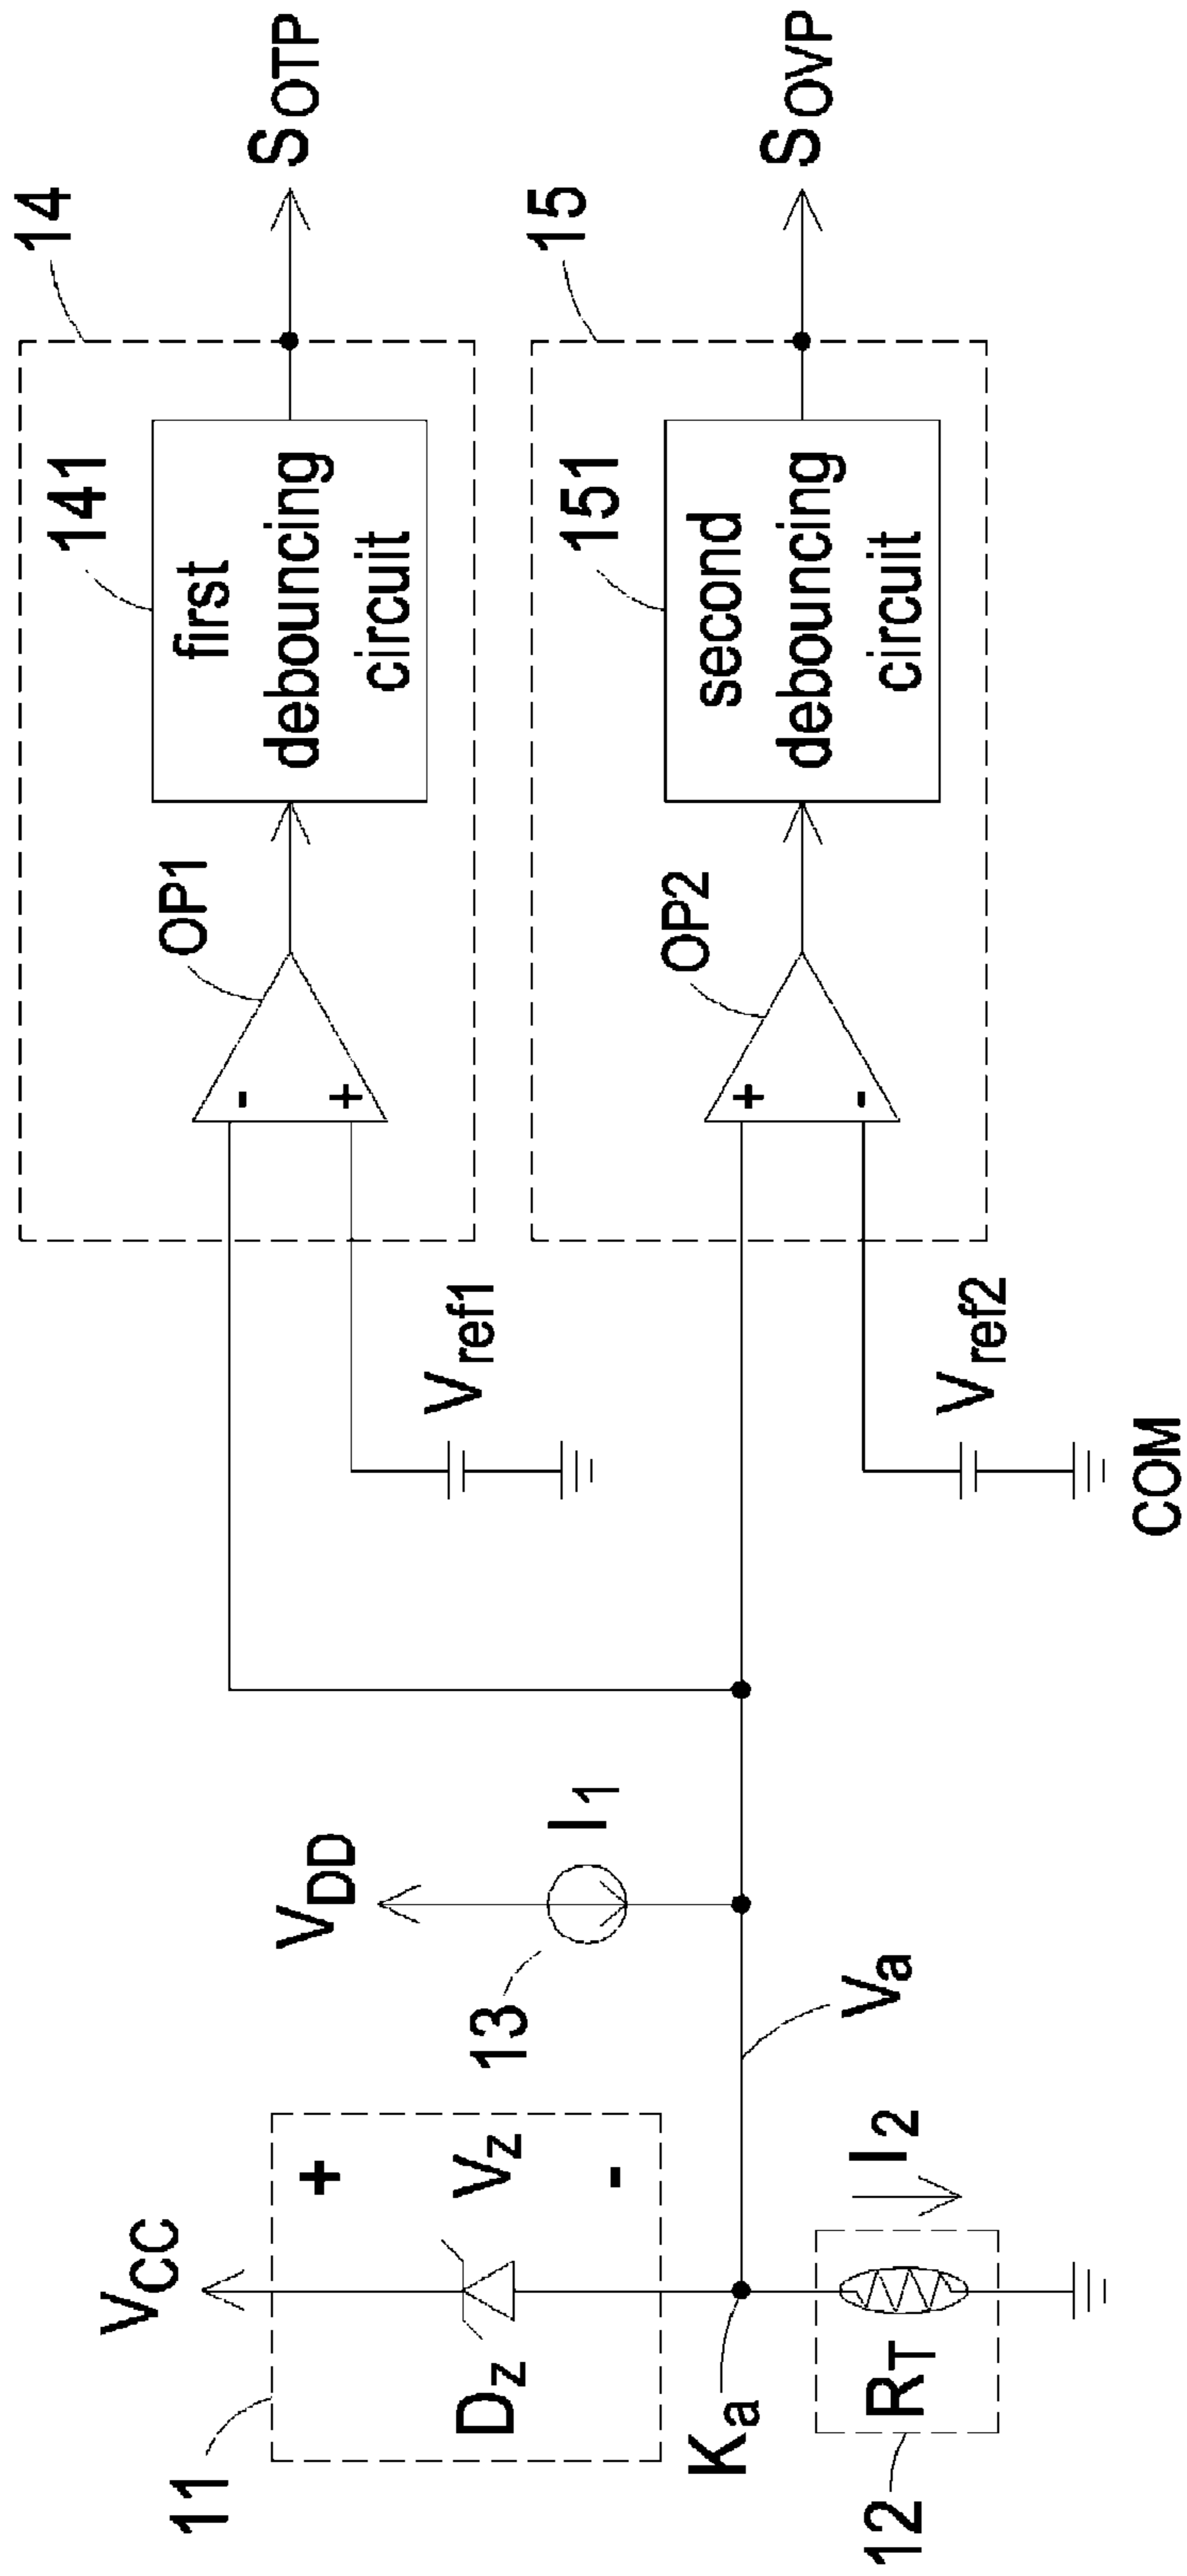 14
141
first
debouncing
circuit
OP1
-
+
SOTP
Vref1
15
151
second
debouncing
circuit
OP2
+
-
SOVP
Vref2
COM
VDD
I1
13
Va
VCC
11
+
VZ
-
DZ
Ka
I2
RT
12